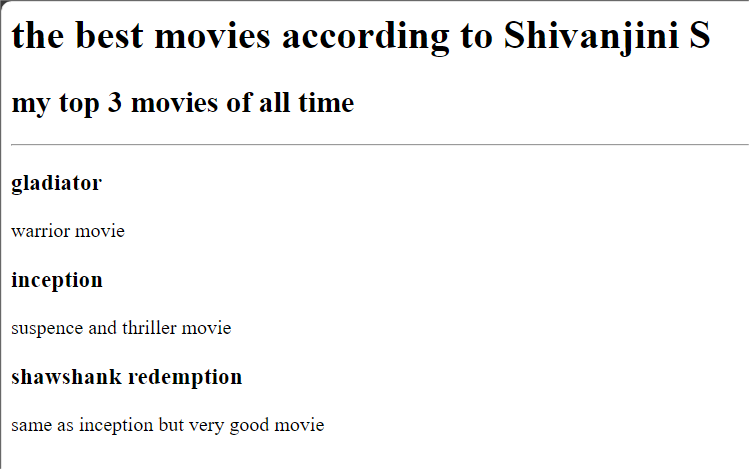 the best movies according to Shivanjini S
my top 3 movies of all time
gladiator
warrior movie
inception
suspence and thriller movie
shawshank redemption
same as inception but very good movie